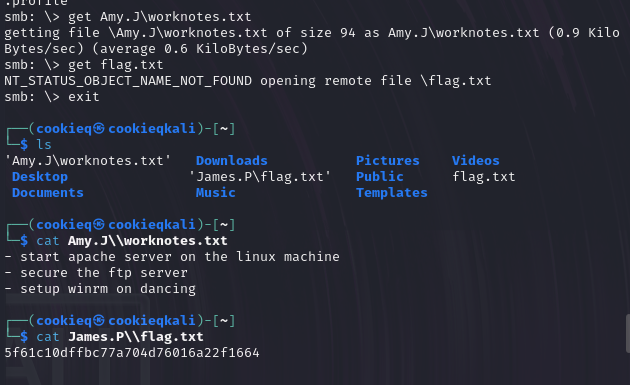 .profile
smb: \> get Amy.J\worknotes.txt
getting file \Amy.J\worknotes.txt of size 94 as Amy.J\worknotes.txt (0.9 Kilo
Bytes/sec) (average 0.6 KiloBytes/sec)
smb: \> get flag.txt
NT_STATUS_OBJECT_NAME_NOT_FOUND opening remote file \flag.txt
smb: \> exit
┌──(cookieq㉿cookieqkali)-[~]
└─$ ls
'Amy.J\worknotes.txt' Downloads Pictures Videos
Desktop 'James.P\flag.txt' Public flag.txt
Documents Music Templates
┌──(cookieq㉿cookieqkali)-[~]
└─$ cat Amy.J\\worknotes.txt
- start apache server on the linux machine
- secure the ftp server
- setup winrm on dancing
┌──(cookieq㉿cookieqkali)-[~]
└─$ cat James.P\\flag.txt
5f61c10dffbc77a704d76016a22f1664